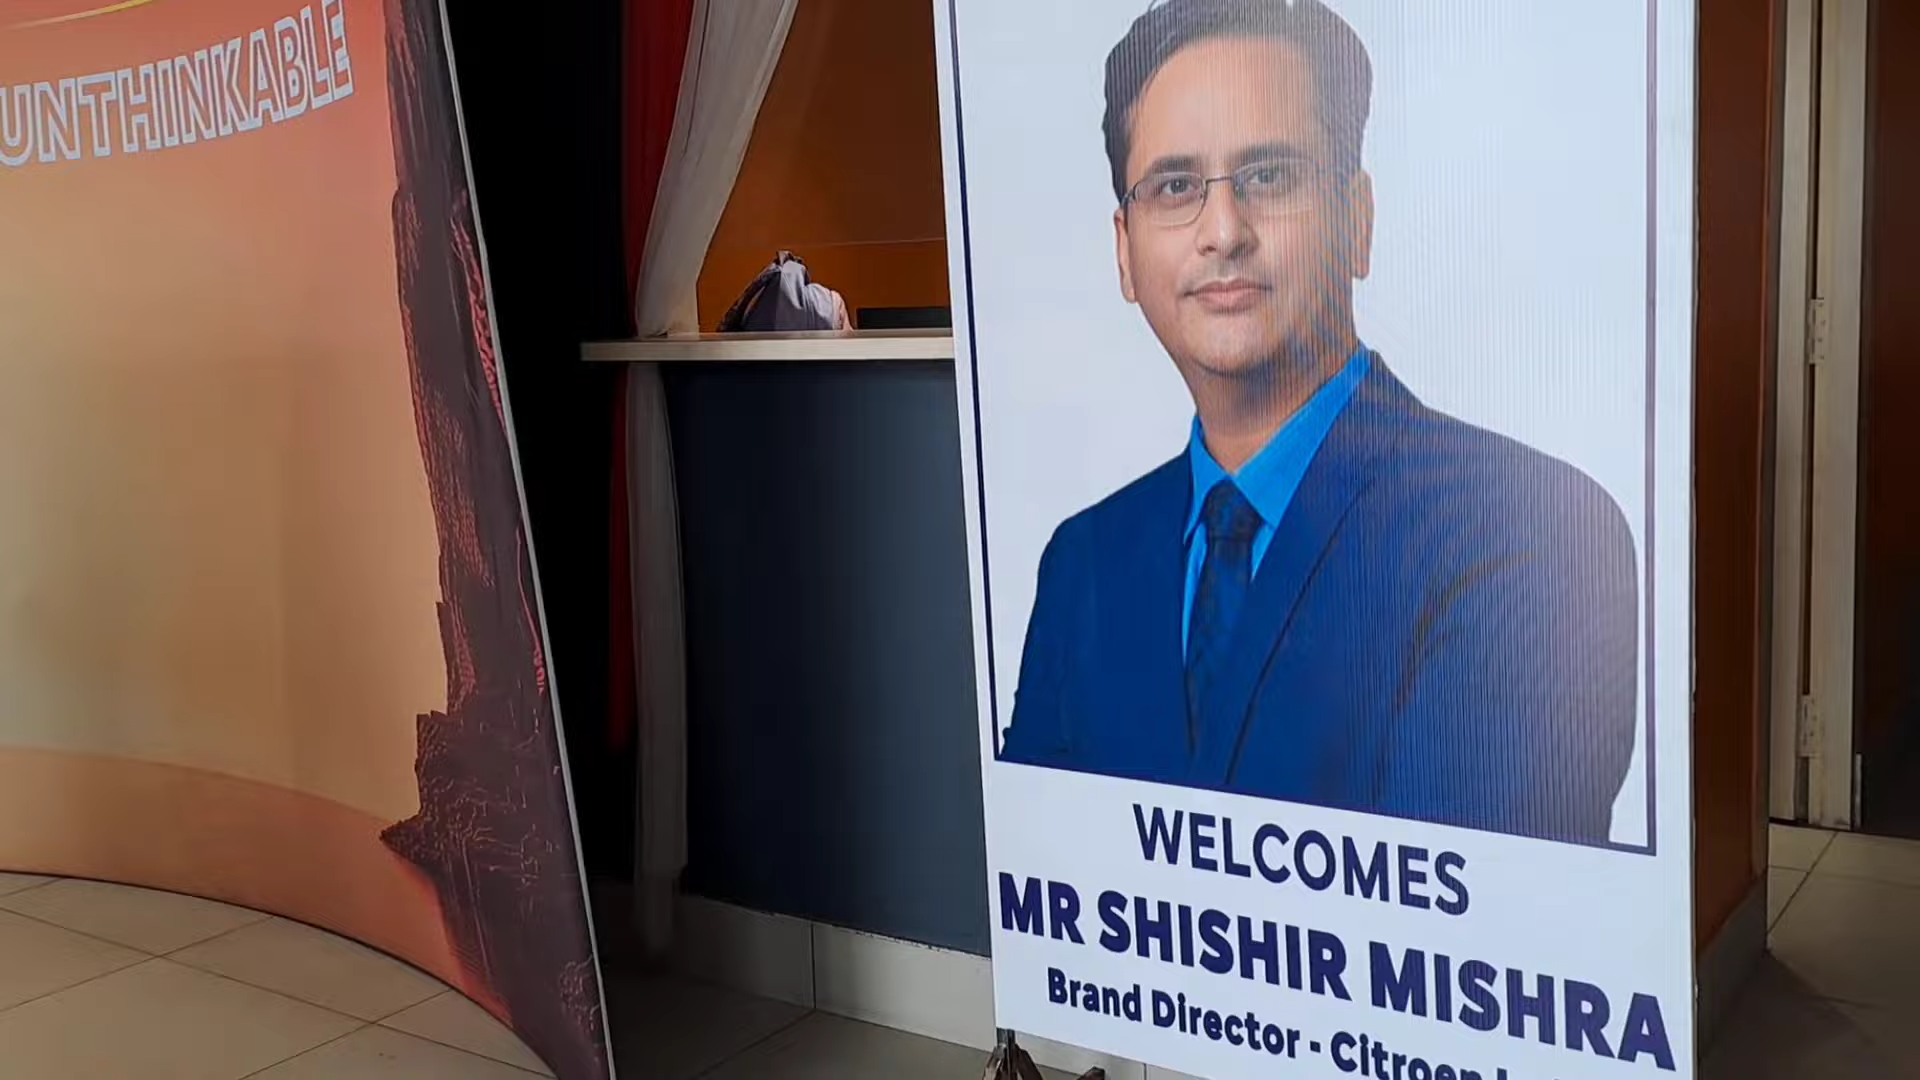 UNTHINKABLE
WELCOMES
MR SHISHIR MISHRA
Brand Director - Citroen